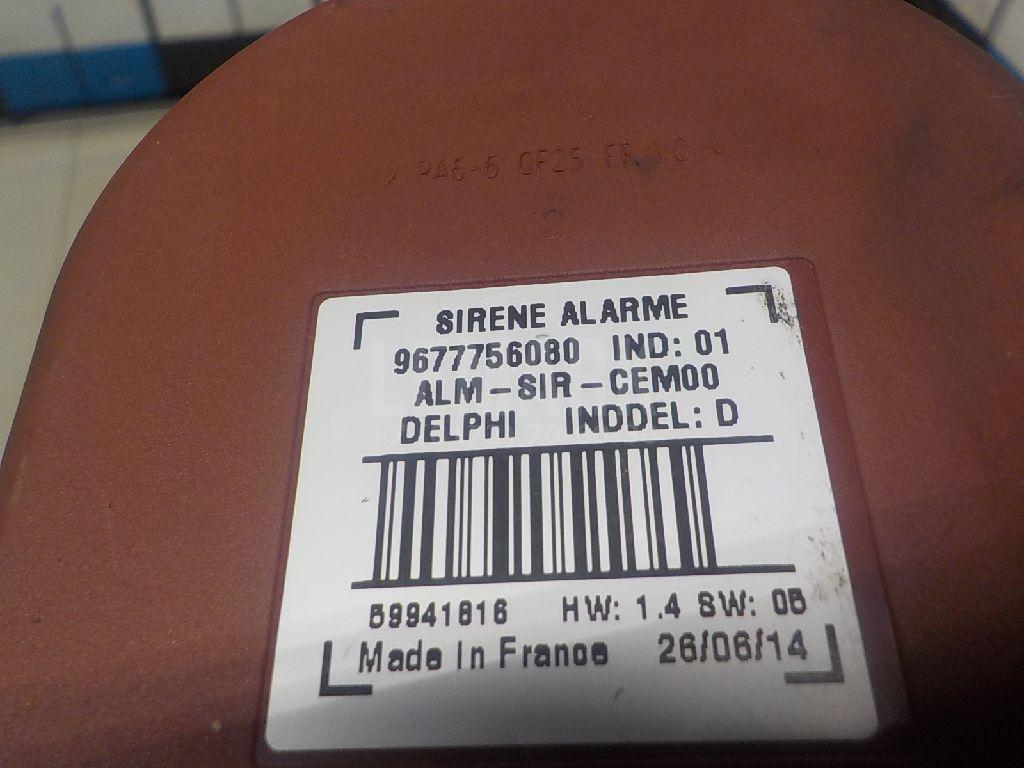 > PA6-6 GF25 FR <
SIRENE ALARME
9677756080 IND: 01
ALM-SIR-CEM00
DELPHI INDDEL: D
59941816 HW: 1.4 SW: 05
Made In France 26/06/14